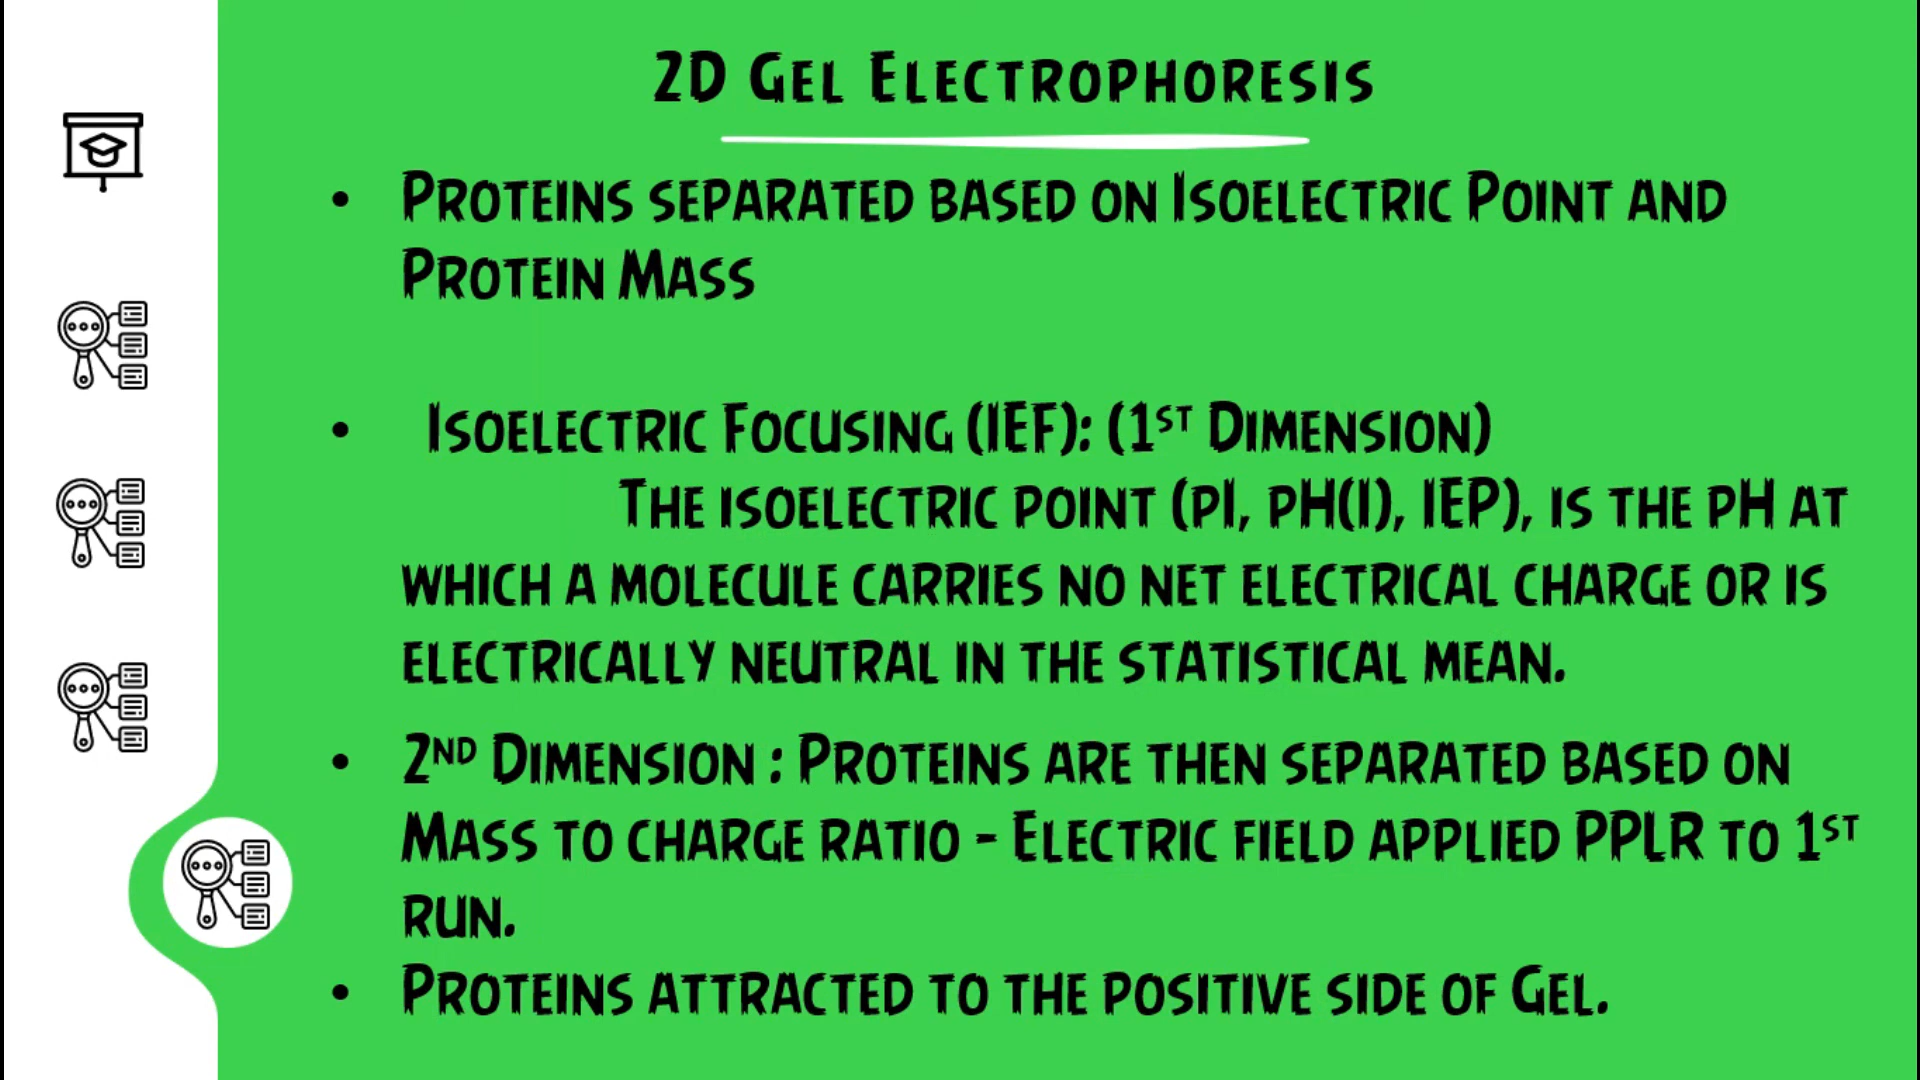 2D Gel Electrophoresis
• Proteins separated based on Isoelectric Point and
Protein Mass
• Isoelectric Focusing (IEF): (1st Dimension)
The isoelectric point (pI, pH(I), IEP), is the pH at
which a molecule carries no net electrical charge or is
electrically neutral in the statistical mean.
• 2nd Dimension : Proteins are then separated based on
Mass to charge ratio - Electric field applied PPLR to 1st
run.
• Proteins attracted to the positive side of Gel.